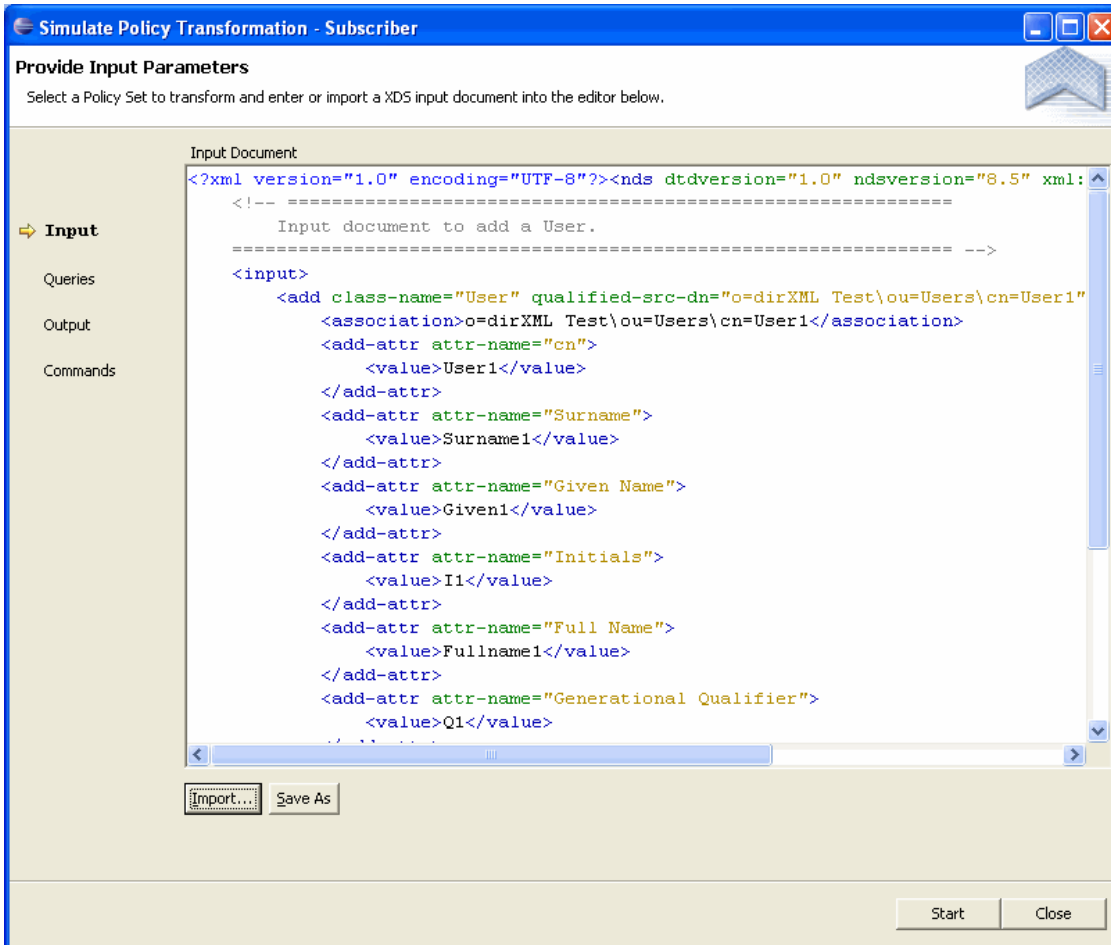 Simulate Policy Transformation - Subscriber
Provide Input Parameters
Select a Policy Set to transform and enter or import a XDS input document into the editor below.
Input
Queries
Output
Commands
Input Document
<?xml version="1.0" encoding="UTF-8"?><nds dtdversion="1.0" ndsversion="8.5" xml:
<!-- ============================================================
Input document to add a User.
================================================================= -->
<input>
<add class-name="User" qualified-src-dn="o=dirXML Test\ou=Users\cn=User1"
<association>o=dirXML Test\ou=Users\cn=User1</association>
<add-attr attr-name="cn">
<value>User1</value>
</add-attr>
<add-attr attr-name="Surname">
<value>Surname1</value>
</add-attr>
<add-attr attr-name="Given Name">
<value>Given1</value>
</add-attr>
<add-attr attr-name="Initials">
<value>I1</value>
</add-attr>
<add-attr attr-name="Full Name">
<value>Fullname1</value>
</add-attr>
<add-attr attr-name="Generational Qualifier">
<value>Q1</value>
Import... Save As
Start Close